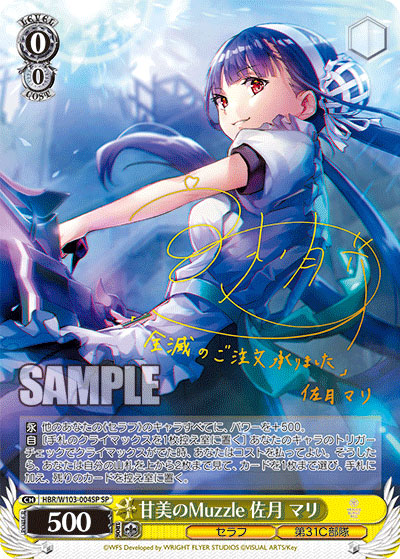 LEVEL
0
0
COST
「全滅のご注文承りました」
佐月 マリ
SAMPLE
永 他のあなたの《セラフ》のキャラすべてに、パワーを+500。
自 [手札のクライマックスを1枚控え室に置く] あなたのキャラのトリガー
チェックでクライマックスがでた時、あなたはコストを払ってよい。そうした
ら、あなたは自分の山札を上から2枚まで見て、カードを1枚まで選び、手札に
加え、残りのカードを控え室に置く。
CH HBR/W103-004SP SP
500
甘美のMuzzle 佐月 マリ
セラフ
第31C部隊
©WFS Developed by WRIGHT FLYER STUDIOS ©VISUAL ARTS/Key